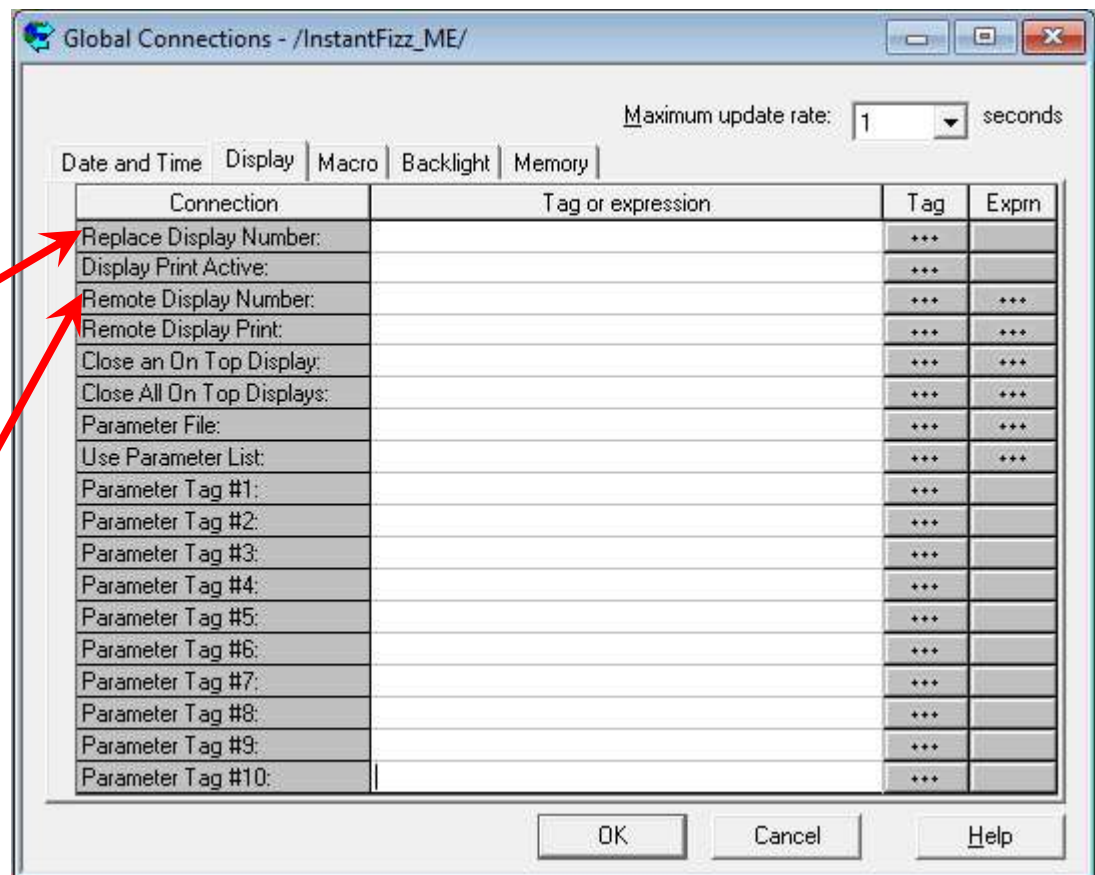 Global Connections - /InstantFizz_ME/
Maximum update rate: 1 seconds
Date and Time Display Macro Backlight Memory
Connection Tag or expression Tag Exprn
Replace Display Number: ...
Display Print Active: ...
Remote Display Number: ... ...
Remote Display Print: ... ...
Close an On Top Display: ... ...
Close All On Top Displays: ... ...
Parameter File: ... ...
Use Parameter List: ... ...
Parameter Tag #1: ...
Parameter Tag #2: ...
Parameter Tag #3: ...
Parameter Tag #4: ...
Parameter Tag #5: ...
Parameter Tag #6: ...
Parameter Tag #7: ...
Parameter Tag #8: ...
Parameter Tag #9: ...
Parameter Tag #10: ...
OK Cancel Help